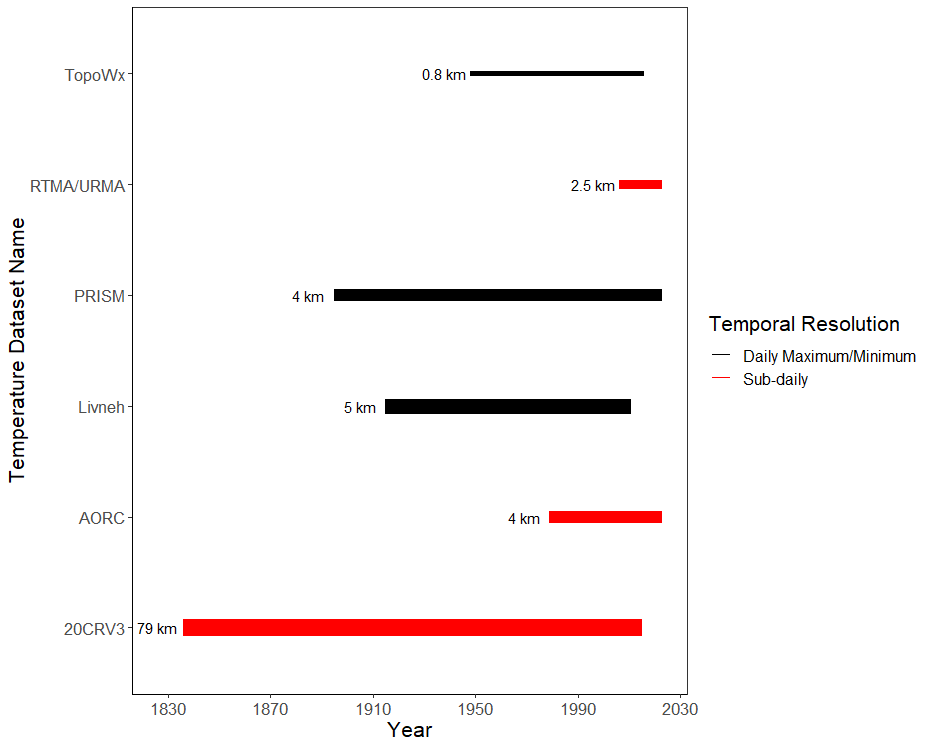 Temperature Dataset Name
TopoWx
0.8 km
RTMA/URMA
2.5 km
PRISM
4 km
Livneh
5 km
AORC
4 km
20CRV3
79 km
1830 1870 1910 1950 1990 2030
Year
Temporal Resolution
Daily Maximum/Minimum
Sub-daily